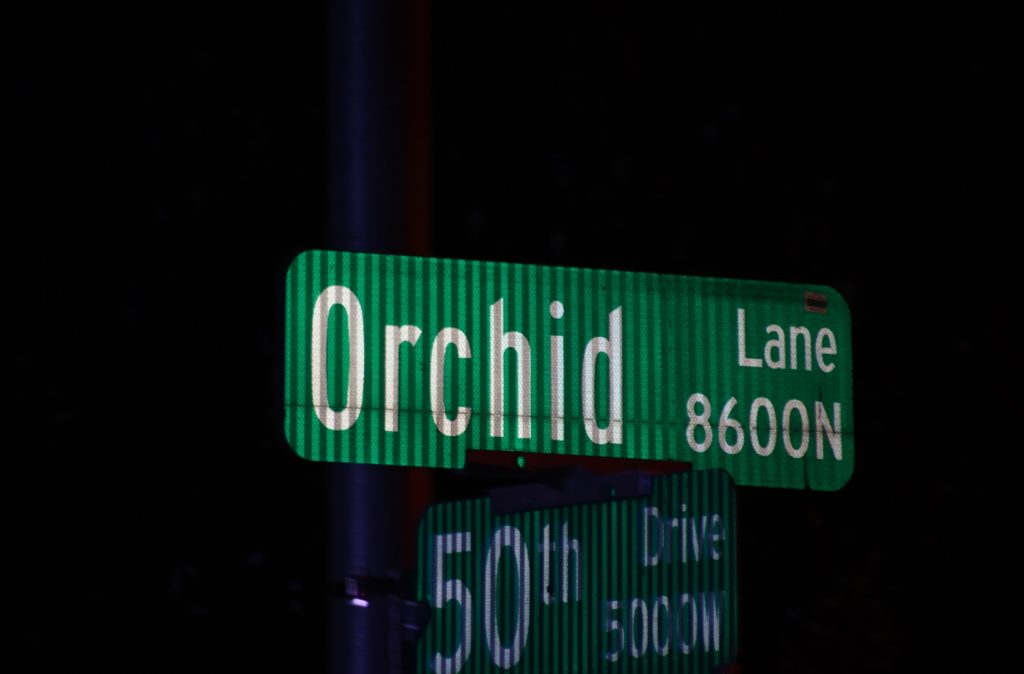 Orchid Lane
8600N
50th Drive
5000W